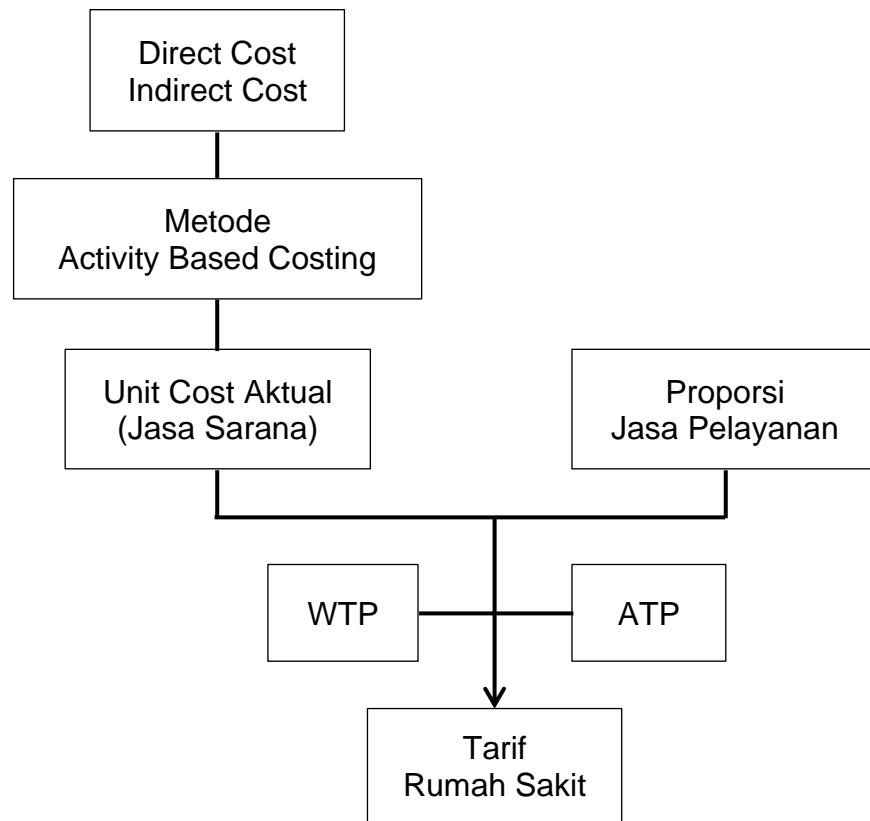 Direct Cost
Indirect Cost
Metode
Activity Based Costing
Unit Cost Aktual
(Jasa Sarana)
Proporsi
Jasa Pelayanan
WTP
ATP
Tarif
Rumah Sakit